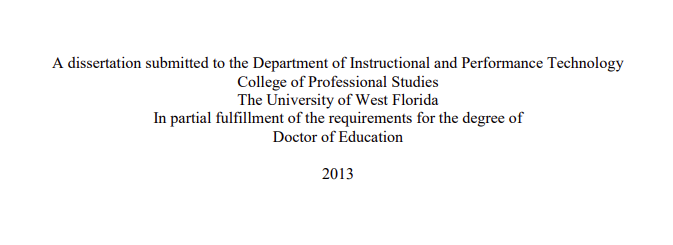 A dissertation submitted to the Department of Instructional and Performance Technology
College of Professional Studies
The University of West Florida
In partial fulfillment of the requirements for the degree of
Doctor of Education
2013